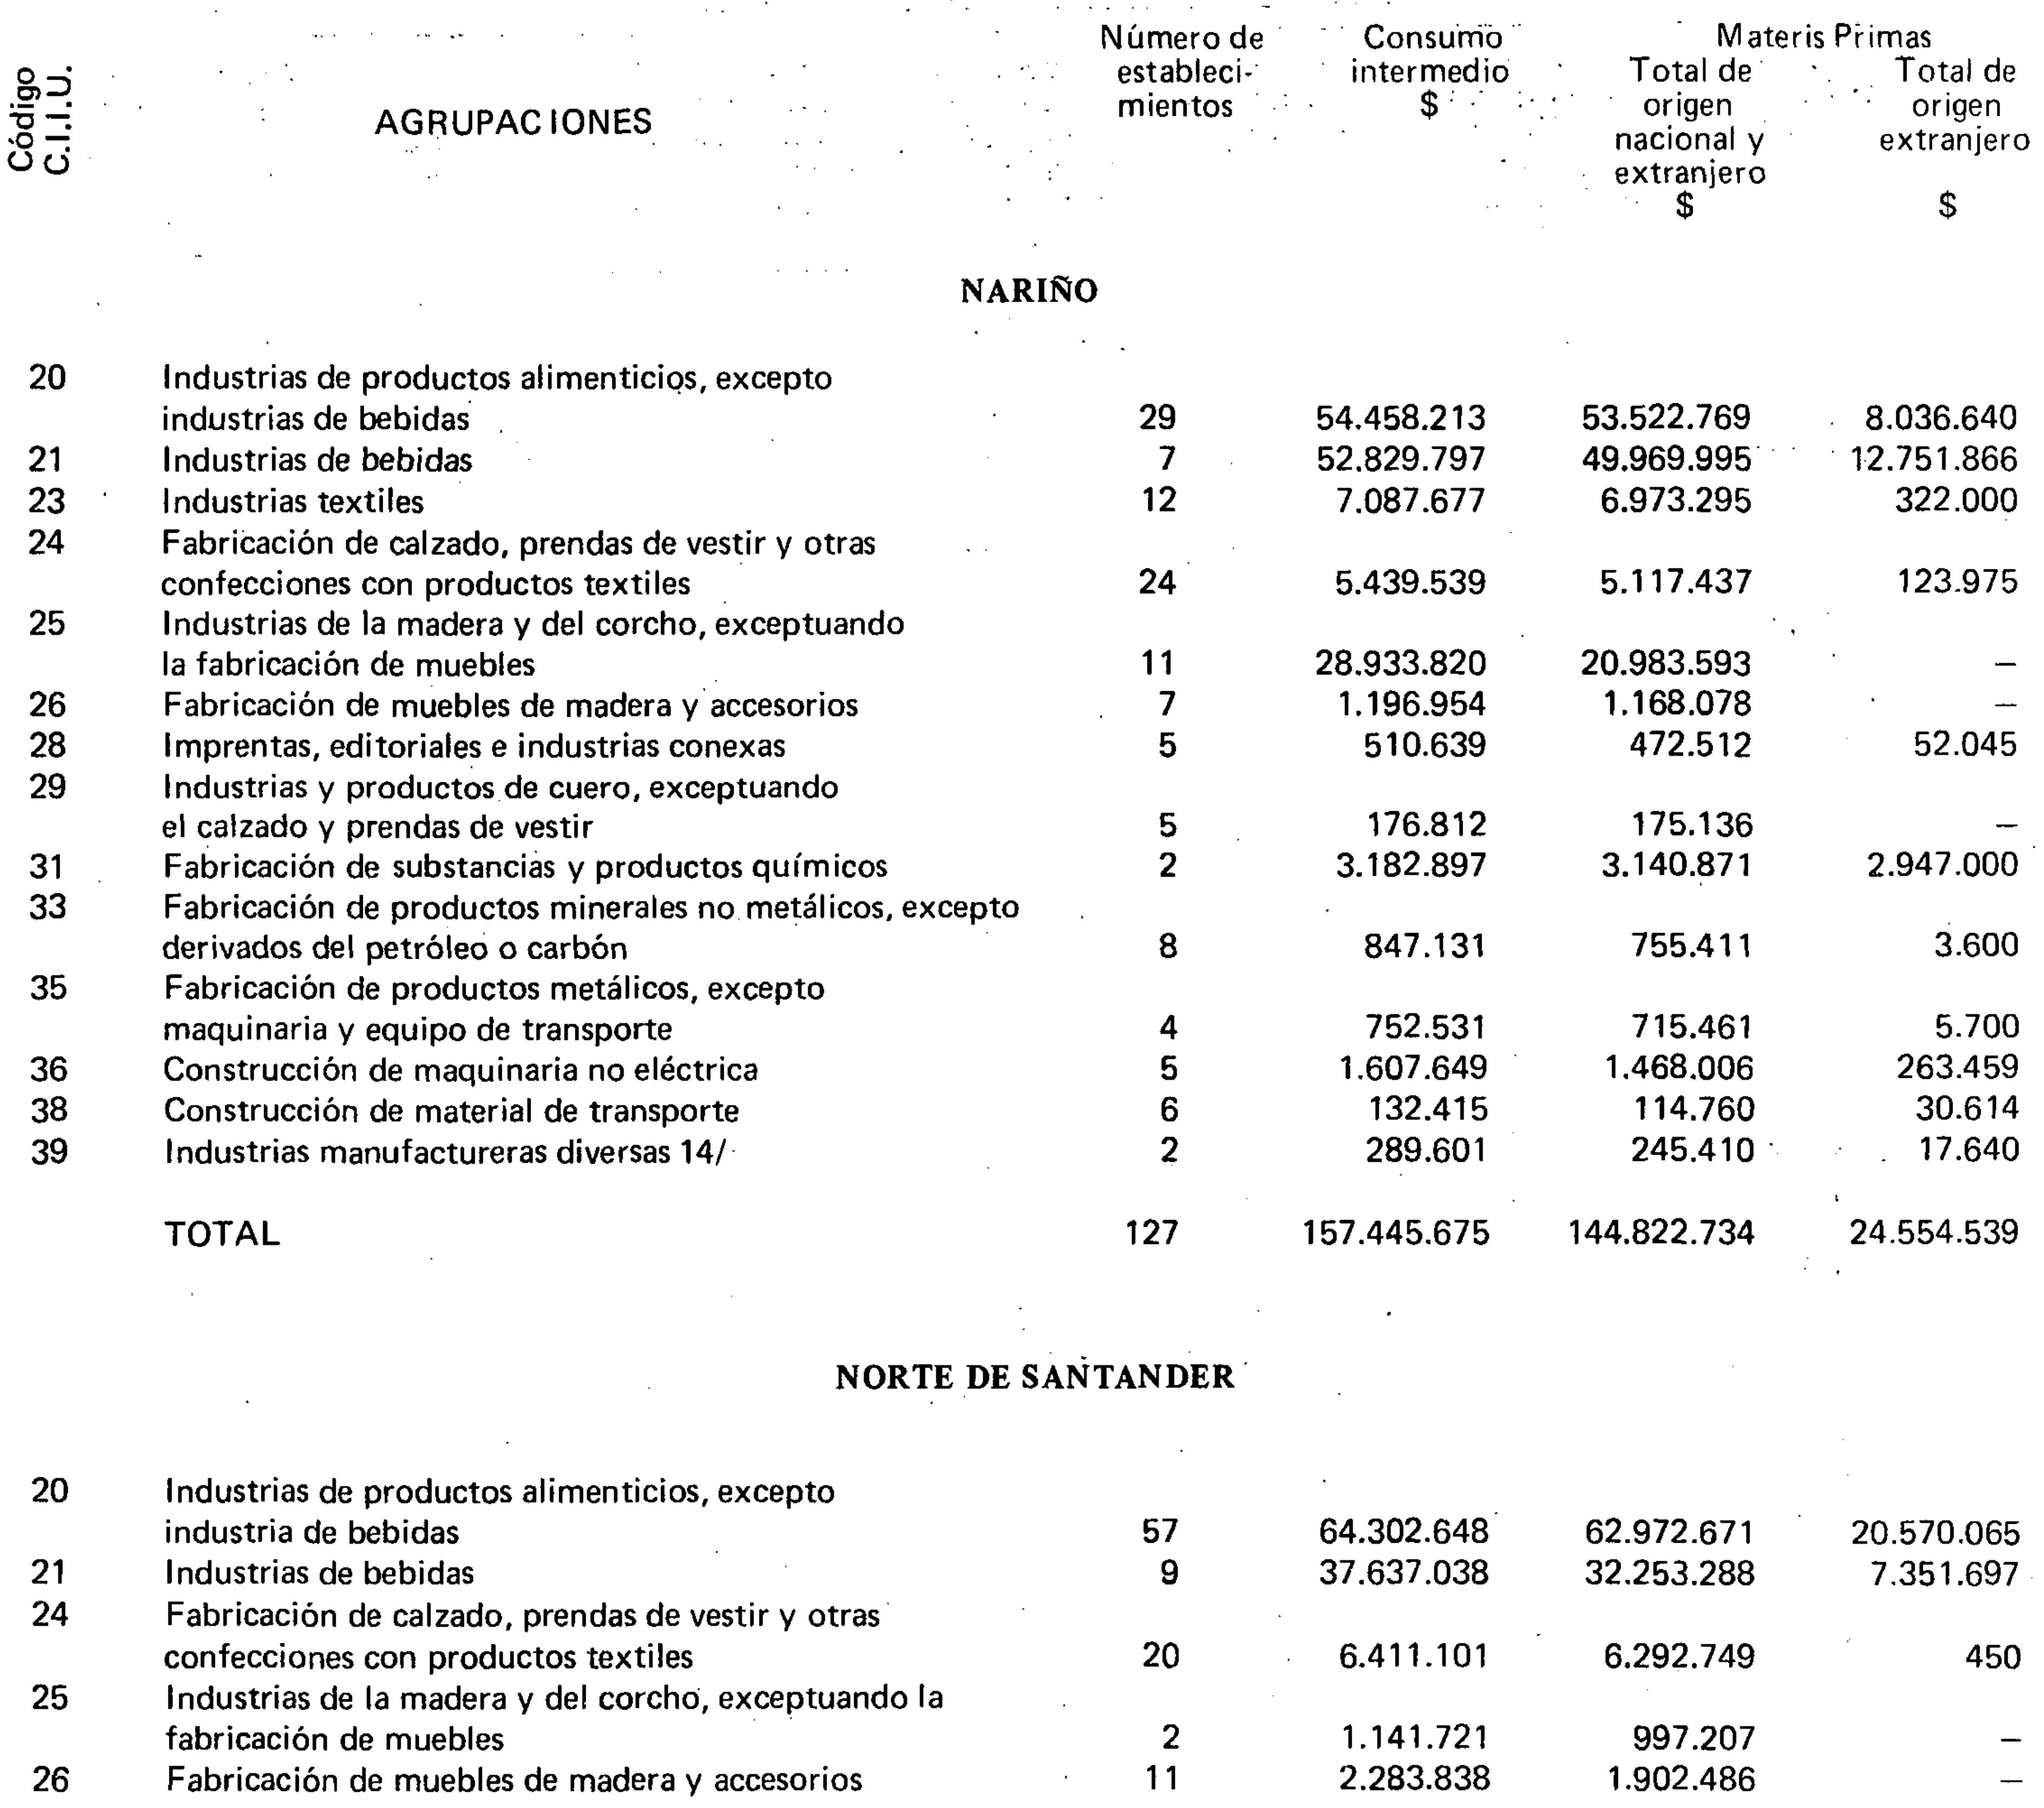 Código C.I.I.U.
AGRUPACIONES
Número de estableci- mientos
Consumo intermedio $
Materis Primas
Total de origen nacional y extranjero $
Total de origen extranjero $
NARIÑO
20 Industrias de productos alimenticios, excepto
industrias de bebidas 29 54.458.213 53.522.769 8.036.640
21 Industrias de bebidas 7 52.829.797 49.969.995 12.751.866
23 Industrias textiles 12 7.087.677 6.973.295 322.000
24 Fabricación de calzado, prendas de vestir y otras
confecciones con productos textiles 24 5.439.539 5.117.437 123.975
25 Industrias de la madera y del corcho, exceptuando
la fabricación de muebles 11 28.933.820 20.983.593 —
26 Fabricación de muebles de madera y accesorios 7 1.196.954 1.168.078 —
28 Imprentas, editoriales e industrias conexas 5 510.639 472.512 52.045
29 Industrias y productos de cuero, exceptuando
el calzado y prendas de vestir 5 176.812 175.136 —
31 Fabricación de substancias y productos químicos 2 3.182.897 3.140.871 2.947.000
33 Fabricación de productos minerales no metálicos, excepto
derivados del petróleo o carbón 8 847.131 755.411 3.600
35 Fabricación de productos metálicos, excepto
maquinaria y equipo de transporte 4 752.531 715.461 5.700
36 Construcción de maquinaria no eléctrica 5 1.607.649 1.468.006 263.459
38 Construcción de material de transporte 6 132.415 114.760 30.614
39 Industrias manufactureras diversas 14/ 2 289.601 245.410 17.640
TOTAL 127 157.445.675 144.822.734 24.554.539
NORTE DE SANTANDER
20 Industrias de productos alimenticios, excepto
industria de bebidas 57 64.302.648 62.972.671 20.570.065
21 Industrias de bebidas 9 37.637.038 32.253.288 7.351.697
24 Fabricación de calzado, prendas de vestir y otras
confecciones con productos textiles 20 6.411.101 6.292.749 450
25 Industrias de la madera y del corcho, exceptuando la
fabricación de muebles 2 1.141.721 997.207 —
26 Fabricación de muebles de madera y accesorios 11 2.283.838 1.902.486 —